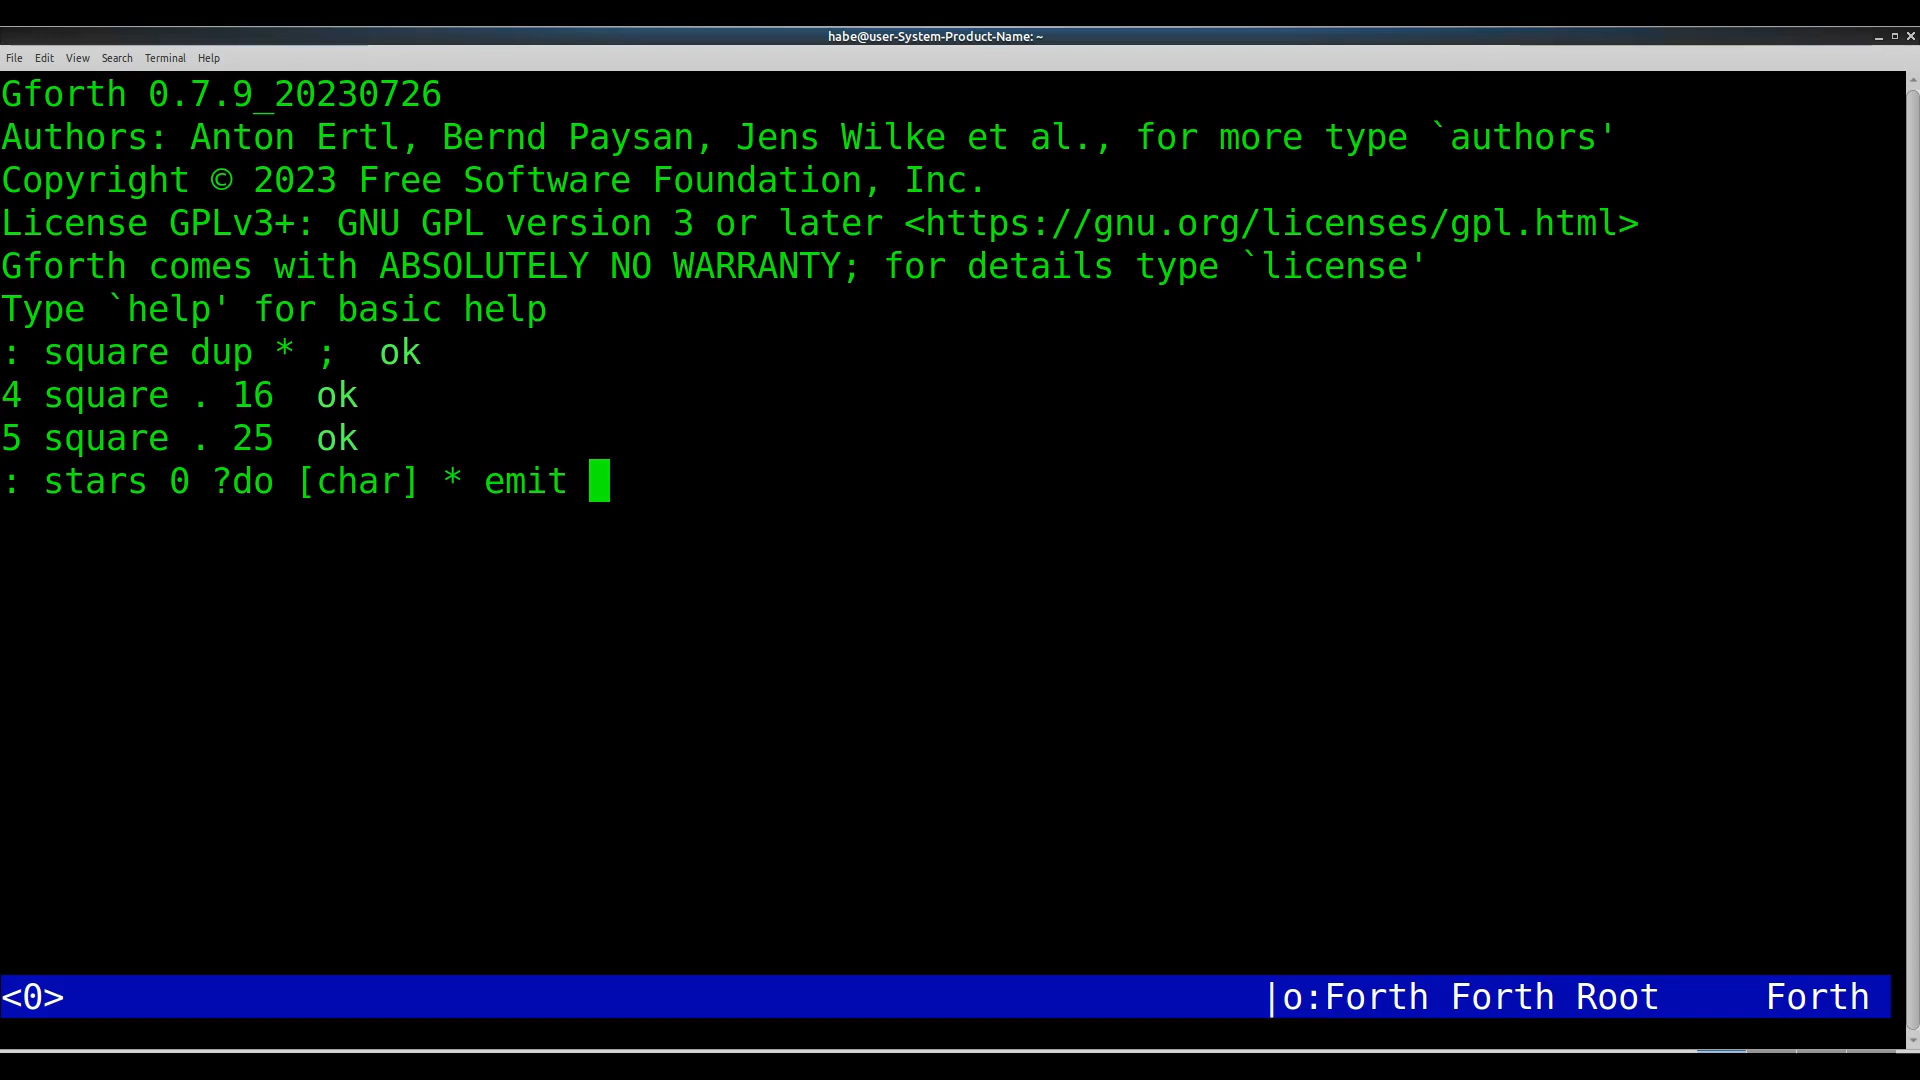 habe@user-System-Product-Name: ~
File Edit View Search Terminal Help
Gforth 0.7.9_20230726
Authors: Anton Ertl, Bernd Paysan, Jens Wilke et al., for more type `authors'
Copyright © 2023 Free Software Foundation, Inc.
License GPLv3+: GNU GPL version 3 or later <https://gnu.org/licenses/gpl.html>
Gforth comes with ABSOLUTELY NO WARRANTY; for details type `license'
Type `help' for basic help
: square dup * ;  ok
4 square . 16  ok
5 square . 25  ok
: stars 0 ?do [char] * emit
<0> |o:Forth Forth Root Forth